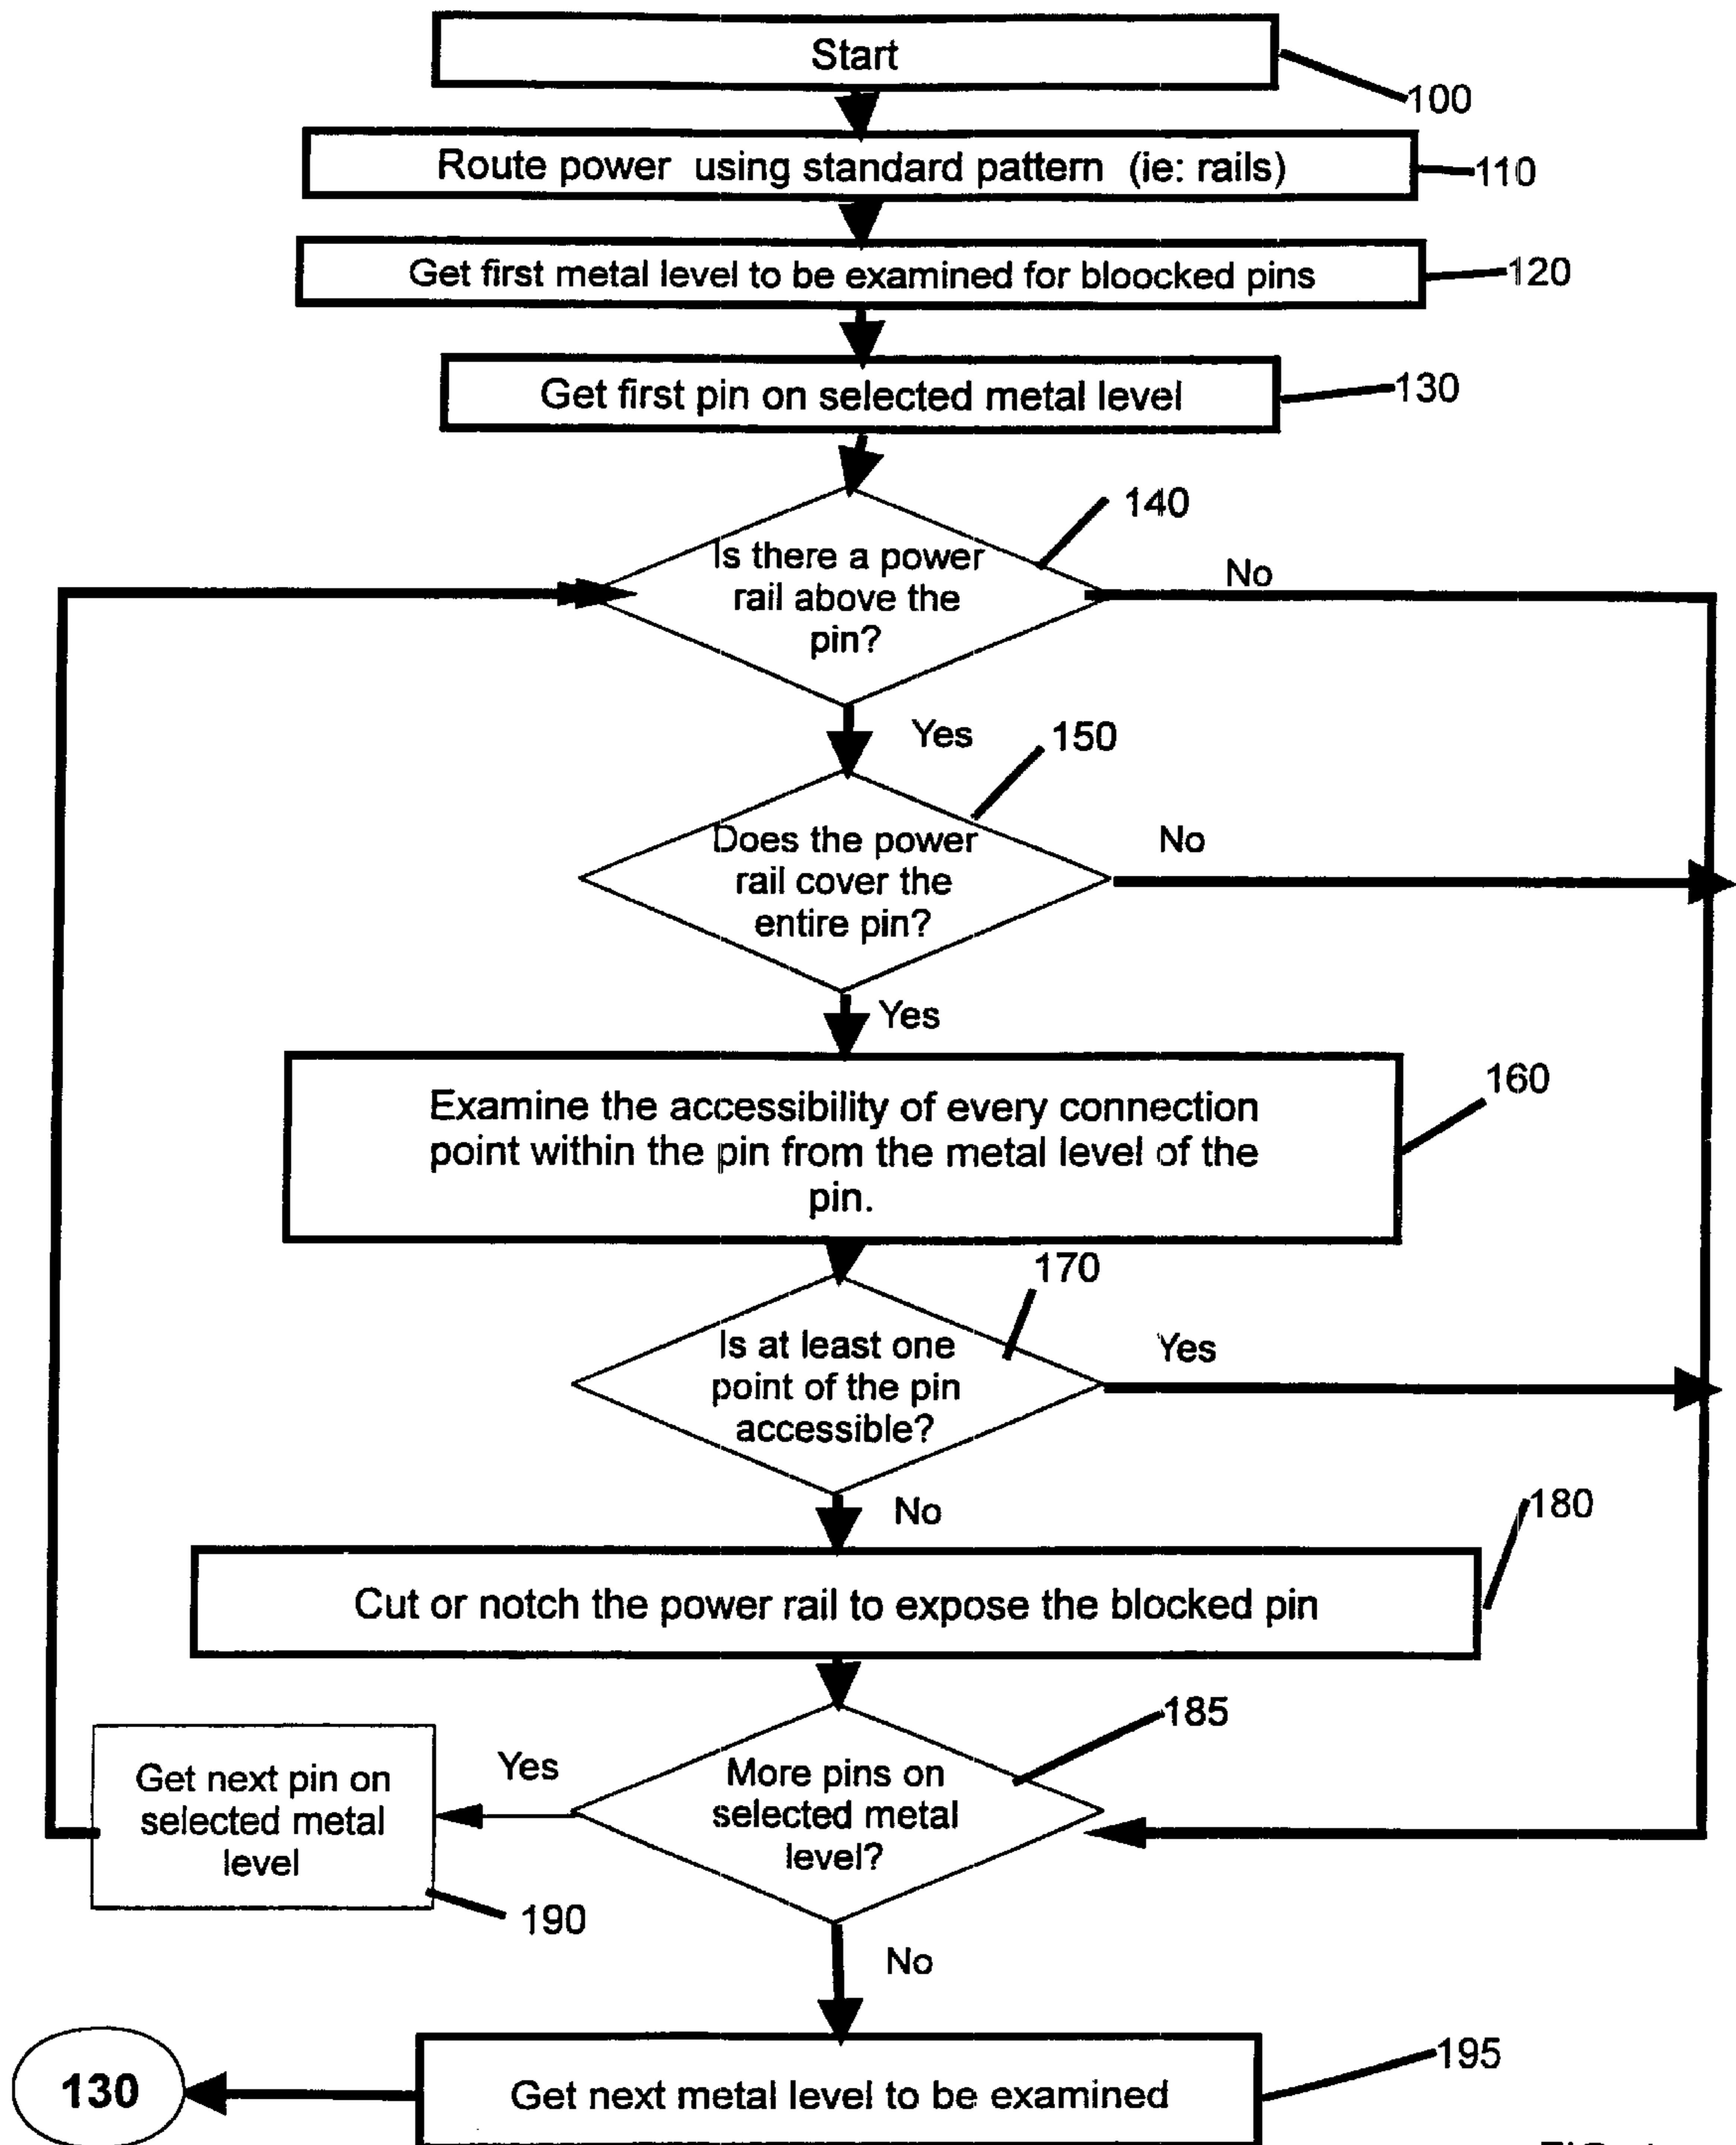 Start
100
Route power using standard pattern (ie: rails)
110
Get first metal level to be examined for bloocked pins
120
Get first pin on selected metal level
130
140
Is there a power
rail above the
pin?
No
Yes
150
Does the power
rail cover the
entire pin?
No
Yes
160
Examine the accessibility of every connection
point within the pin from the metal level of the
pin.
170
Is at least one
point of the pin
accessible?
Yes
No
180
Cut or notch the power rail to expose the blocked pin
185
More pins on
selected metal
level?
Yes
Get next pin on
selected metal
level
190
No
195
Get next metal level to be examined
130